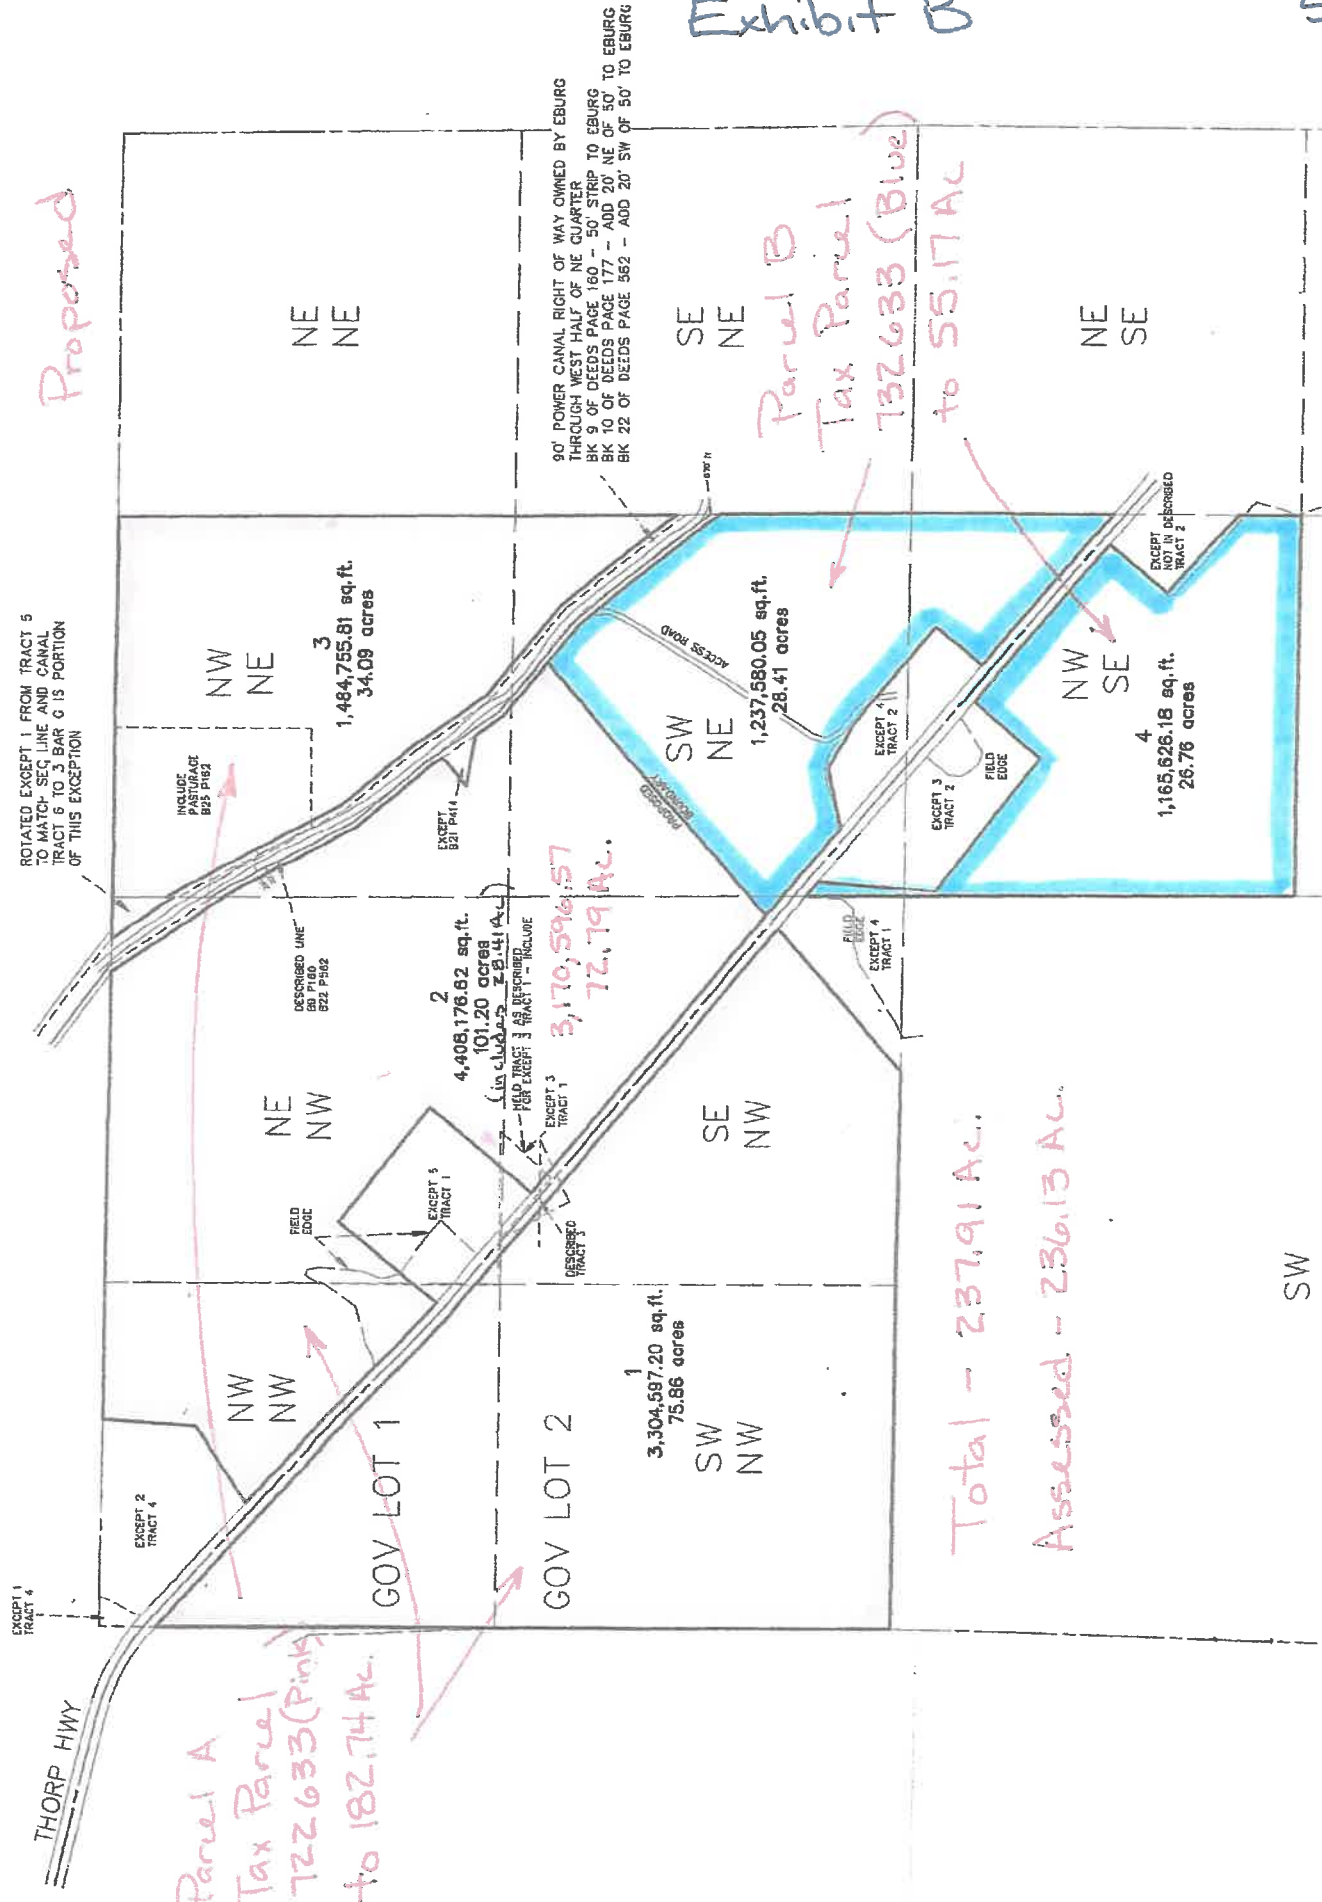 Exhibit B
5
Proposed
ROTATED EXCEPT 1 FROM TRACT 5
TO MATCH SEC LINE AND CANAL
TRACT 6 TO 3 BAR G IS PORTION
OF THIS EXCEPTION
90' POWER CANAL RIGHT OF WAY OWNED BY EBURG
THROUGH WEST HALF OF NE QUARTER
BK 9 OF DEEDS PAGE 160 - 50' STRIP TO EBURG
BK 10 OF DEEDS PAGE 177 - ADD 20' NE OF 50' TO EBURG
BK 22 OF DEEDS PAGE 562 - ADD 20' SW OF 50' TO EBURG
NE
NE
SE
NE
NE
SE
Parcel B
Tax Parcel
732633 (Blue)
to 55.17 Ac
NW
NE
3
1,484,755.81 sq.ft.
34.09 acres
INCLUDE
PASTURAGE
B25 P152
EXCEPT
B21 P414
DESCRIBED LINE
B9 P160
B22 P562
SW
NE
1,237,580.05 sq.ft.
28.41 acres
ACCESS ROAD
PROPOSED
BOUNDARY
EXCEPT 4
TRACT 2
EXCEPT 3
TRACT 2
FIELD
EDGE
EXCEPT
NOT IN DESCRIBED
TRACT 2
NW
SE
4
1,165,626.18 sq.ft.
26.76 acres
FIELD
EDGE
EXCEPT 4
TRACT 1
2
4,408,176.62 sq.ft.
101.20 acres
(includes 28.41 Ac)
HELD TRACT 3 AS DESCRIBED
FOR EXCEPT 3 TRACT 1 - INCLUDE
3,170,596.57
72.79 Ac.
EXCEPT 3
TRACT 1
NE
NW
FIELD
EDGE
EXCEPT 5
TRACT 1
DESCRIBED
TRACT 3
SE
NW
NW
NW
EXCEPT 2
TRACT 4
EXCEPT 1
TRACT 4
GOV LOT 1
GOV LOT 2
1
3,304,597.20 sq.ft.
75.86 acres
SW
NW
THORP HWY
Parcel A
Tax Parcel
722633 (Pink)
to 182.74 Ac.
Total - 237.91 Ac.
Assessed - 236.13 Ac.
SW